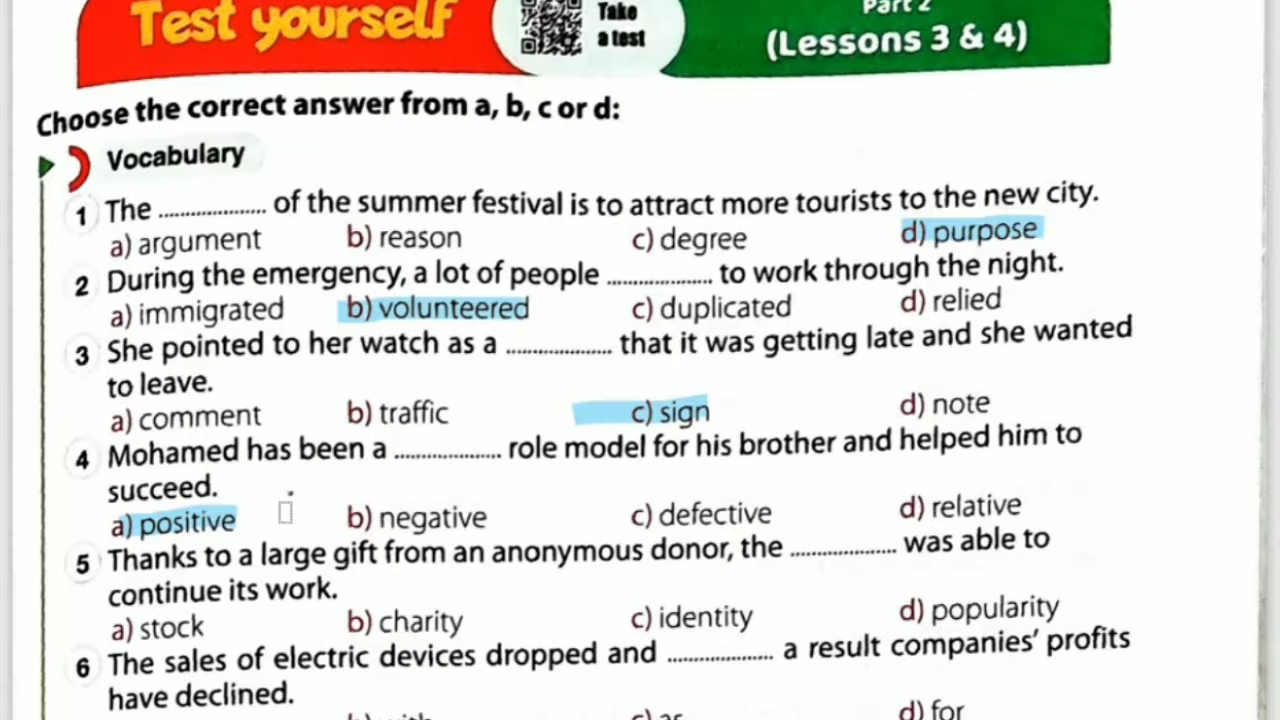 Test yourself
Take
a test
Part 2
(Lessons 3 & 4)
Choose the correct answer from a, b, c or d:
Vocabulary
1 The .................... of the summer festival is to attract more tourists to the new city.
a) argument b) reason c) degree d) purpose
2 During the emergency, a lot of people .................... to work through the night.
a) immigrated b) volunteered c) duplicated d) relied
3 She pointed to her watch as a .................... that it was getting late and she wanted
to leave.
a) comment b) traffic c) sign d) note
4 Mohamed has been a .................... role model for his brother and helped him to
succeed.
a) positive b) negative c) defective d) relative
5 Thanks to a large gift from an anonymous donor, the .................... was able to
continue its work.
a) stock b) charity c) identity d) popularity
6 The sales of electric devices dropped and .................... a result companies' profits
have declined.
b) with c) as d) for